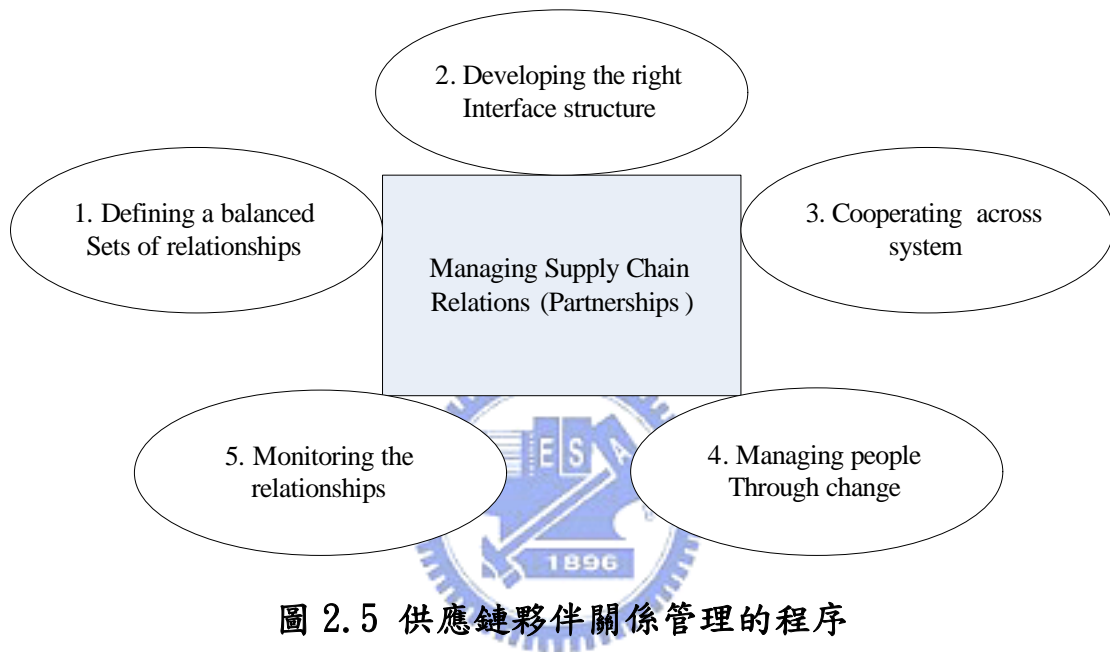 2. Developing the right
Interface structure
1. Defining a balanced
Sets of relationships
3. Cooperating across
system
Managing Supply Chain
Relations (Partnerships )
5. Monitoring the
relationships
4. Managing people
Through change
E S A
1896
圖 2.5 供應鏈夥伴關係管理的程序